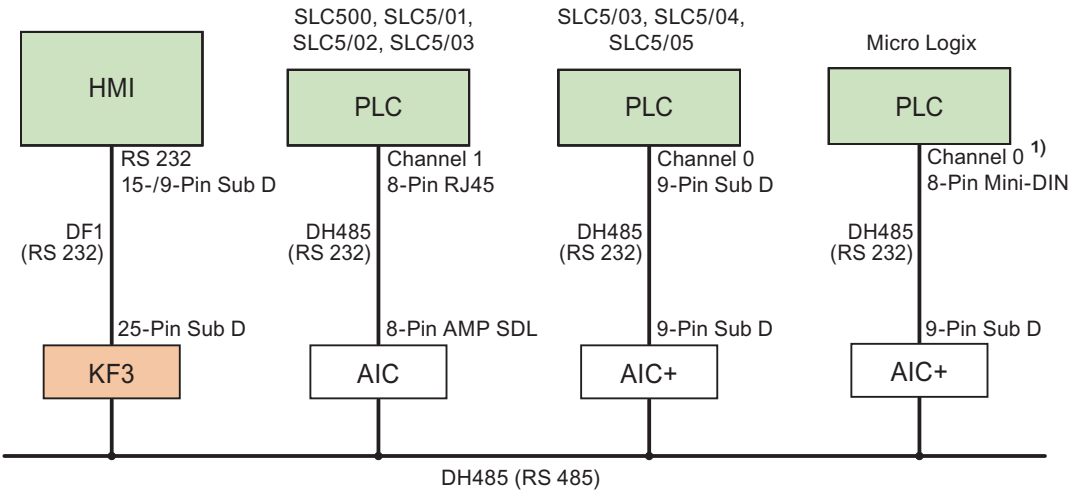 SLC500, SLC5/01,
SLC5/02, SLC5/03
SLC5/03, SLC5/04,
SLC5/05
Micro Logix
HMI
PLC
PLC
PLC
RS 232
15-/9-Pin Sub D
Channel 1
8-Pin RJ45
Channel 0
9-Pin Sub D
Channel 0 1)
8-Pin Mini-DIN
DF1
(RS 232)
DH485
(RS 232)
DH485
(RS 232)
DH485
(RS 232)
25-Pin Sub D
8-Pin AMP SDL
9-Pin Sub D
9-Pin Sub D
KF3
AIC
AIC+
AIC+
DH485 (RS 485)